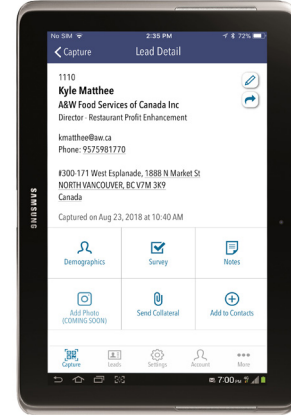 No SIM 2:35 PM 72%
Capture Lead Detail
1110
Kyle Matthee
A&W Food Services of Canada Inc
Director - Restaurant Profit Enhancement
kmatthee@aw.ca
Phone: 9575981770
#300-171 West Esplanade, 1888 N Market St
NORTH VANCOUVER, BC V7M 3K9
Canada
Captured on Aug 23, 2018 at 10:40 AM
Demographics Survey Notes
Add Photo Send Collateral Add to Contacts
(COMING SOON)
Capture Leads Settings Account More
7:00 PM
SAMSUNG